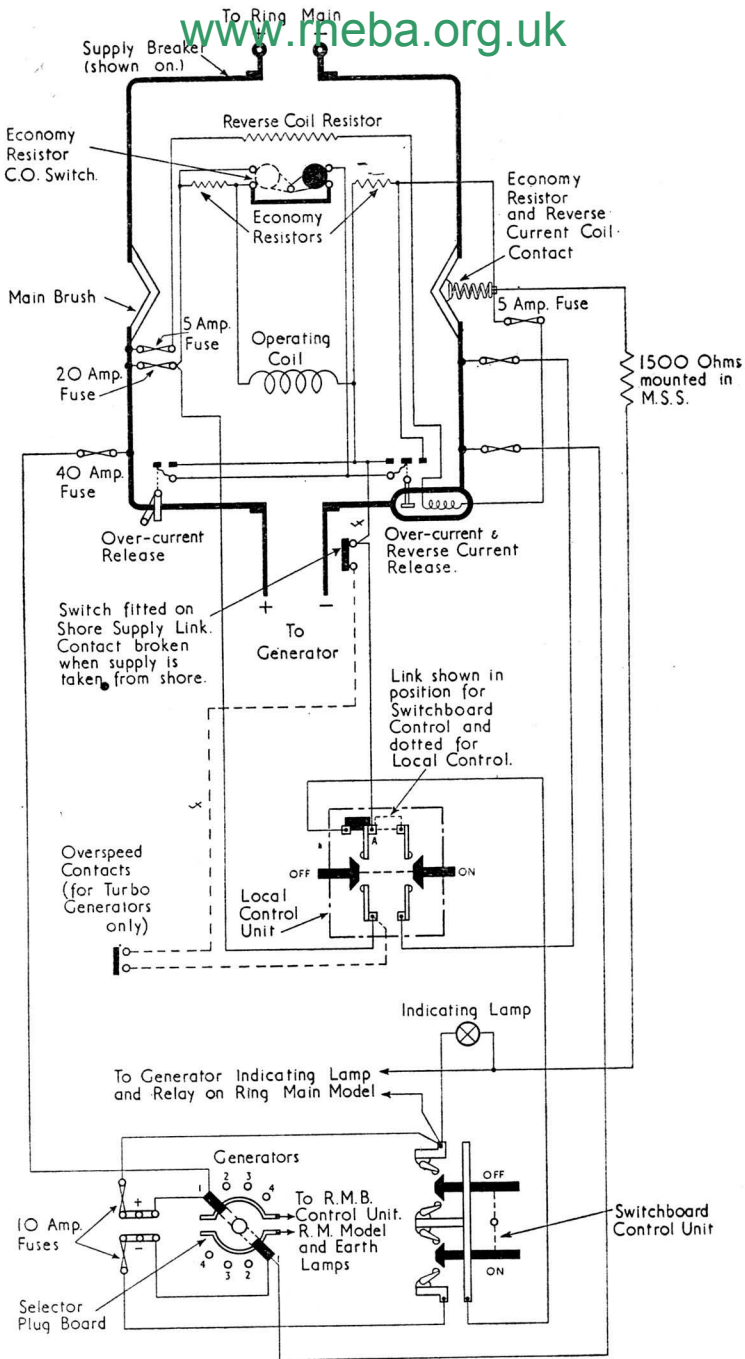 www.rneba.org.uk
To Ring Main
+ −
Supply Breaker
(shown on.)
Reverse Coil Resistor
Economy
Resistor
C.O. Switch.
Economy
Resistors
Economy
Resistor
and Reverse
Current Coil
Contact
Main Brush
5 Amp.
Fuse
20 Amp.
Fuse
Operating
Coil
5 Amp. Fuse
1500 Ohms
mounted in
M.S.S.
40 Amp.
Fuse
Over-current
Release
Over-current &
Reverse Current
Release.
Switch fitted on
Shore Supply Link.
Contact broken
when supply is
taken from shore.
+ −
To
Generator
Link shown in
position for
Switchboard
Control and
dotted for
Local Control.
A
OFF
ON
Local
Control
Unit
Overspeed
Contacts
(for Turbo
Generators
only)
Indicating Lamp
To Generator Indicating Lamp
and Relay on Ring Main Model
Generators
1 2 3 4
4 3 2 1
+
−
10 Amp.
Fuses
To R.M.B.
Control Unit.
R.M. Model
and Earth
Lamps
Selector
Plug Board
OFF
ON
Switchboard
Control Unit